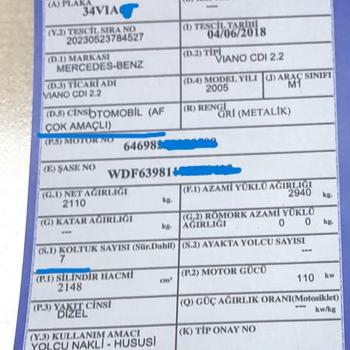 (A) PLAKA
34VIA
(Y.2) TESCİL SIRA NO
20230523784527
(I) TESCİL TARİHİ
04/06/2018
(D.1) MARKASI
MERCEDES-BENZ
(D.2) TİPİ
VIANO CDI 2.2
(D.3) TİCARİ ADI
VIANO CDI 2.2
(D.4) MODEL YILI
2005
(J) ARAÇ SINIFI
M1
(D.5) CİNSİ OTOMOBİL (AF
ÇOK AMAÇLI)
(R) RENGİ
GRİ (METALİK)
(P.5) MOTOR NO
646982
(E) ŞASE NO
WDF63981
(G.1) NET AĞIRLIĞI
2110 kg.
(F.1) AZAMİ YÜKLÜ AĞIRLIĞI
2940 kg.
(G) KATAR AĞIRLIĞI
--- kg.
(G.2) RÖMORK AZAMİ YÜKLÜ
AĞIRLIĞI 0 0 kg.
(S.1) KOLTUK SAYISI (Sür.Dahil)
7
(S.2) AYAKTA YOLCU SAYISI
---
(P.1) SİLİNDİR HACMİ
2148 cm³
(P.2) MOTOR GÜCÜ
110 kw
(P.3) YAKIT CİNSİ
DİZEL
(Q) GÜÇ AĞIRLIK ORANI(Motosiklet)
--- kw/kg
(Y.3) KULLANIM AMACI
YOLCU NAKLİ - HUSUSİ
(K) TİP ONAY NO